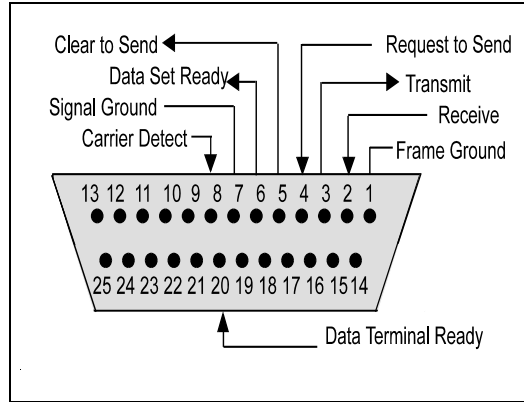 Clear to Send
Request to Send
Data Set Ready
Transmit
Signal Ground
Receive
Carrier Detect
Frame Ground
13 12 11 10 9 8 7 6 5 4 3 2 1
25 24 23 22 21 20 19 18 17 16 15 14
Data Terminal Ready